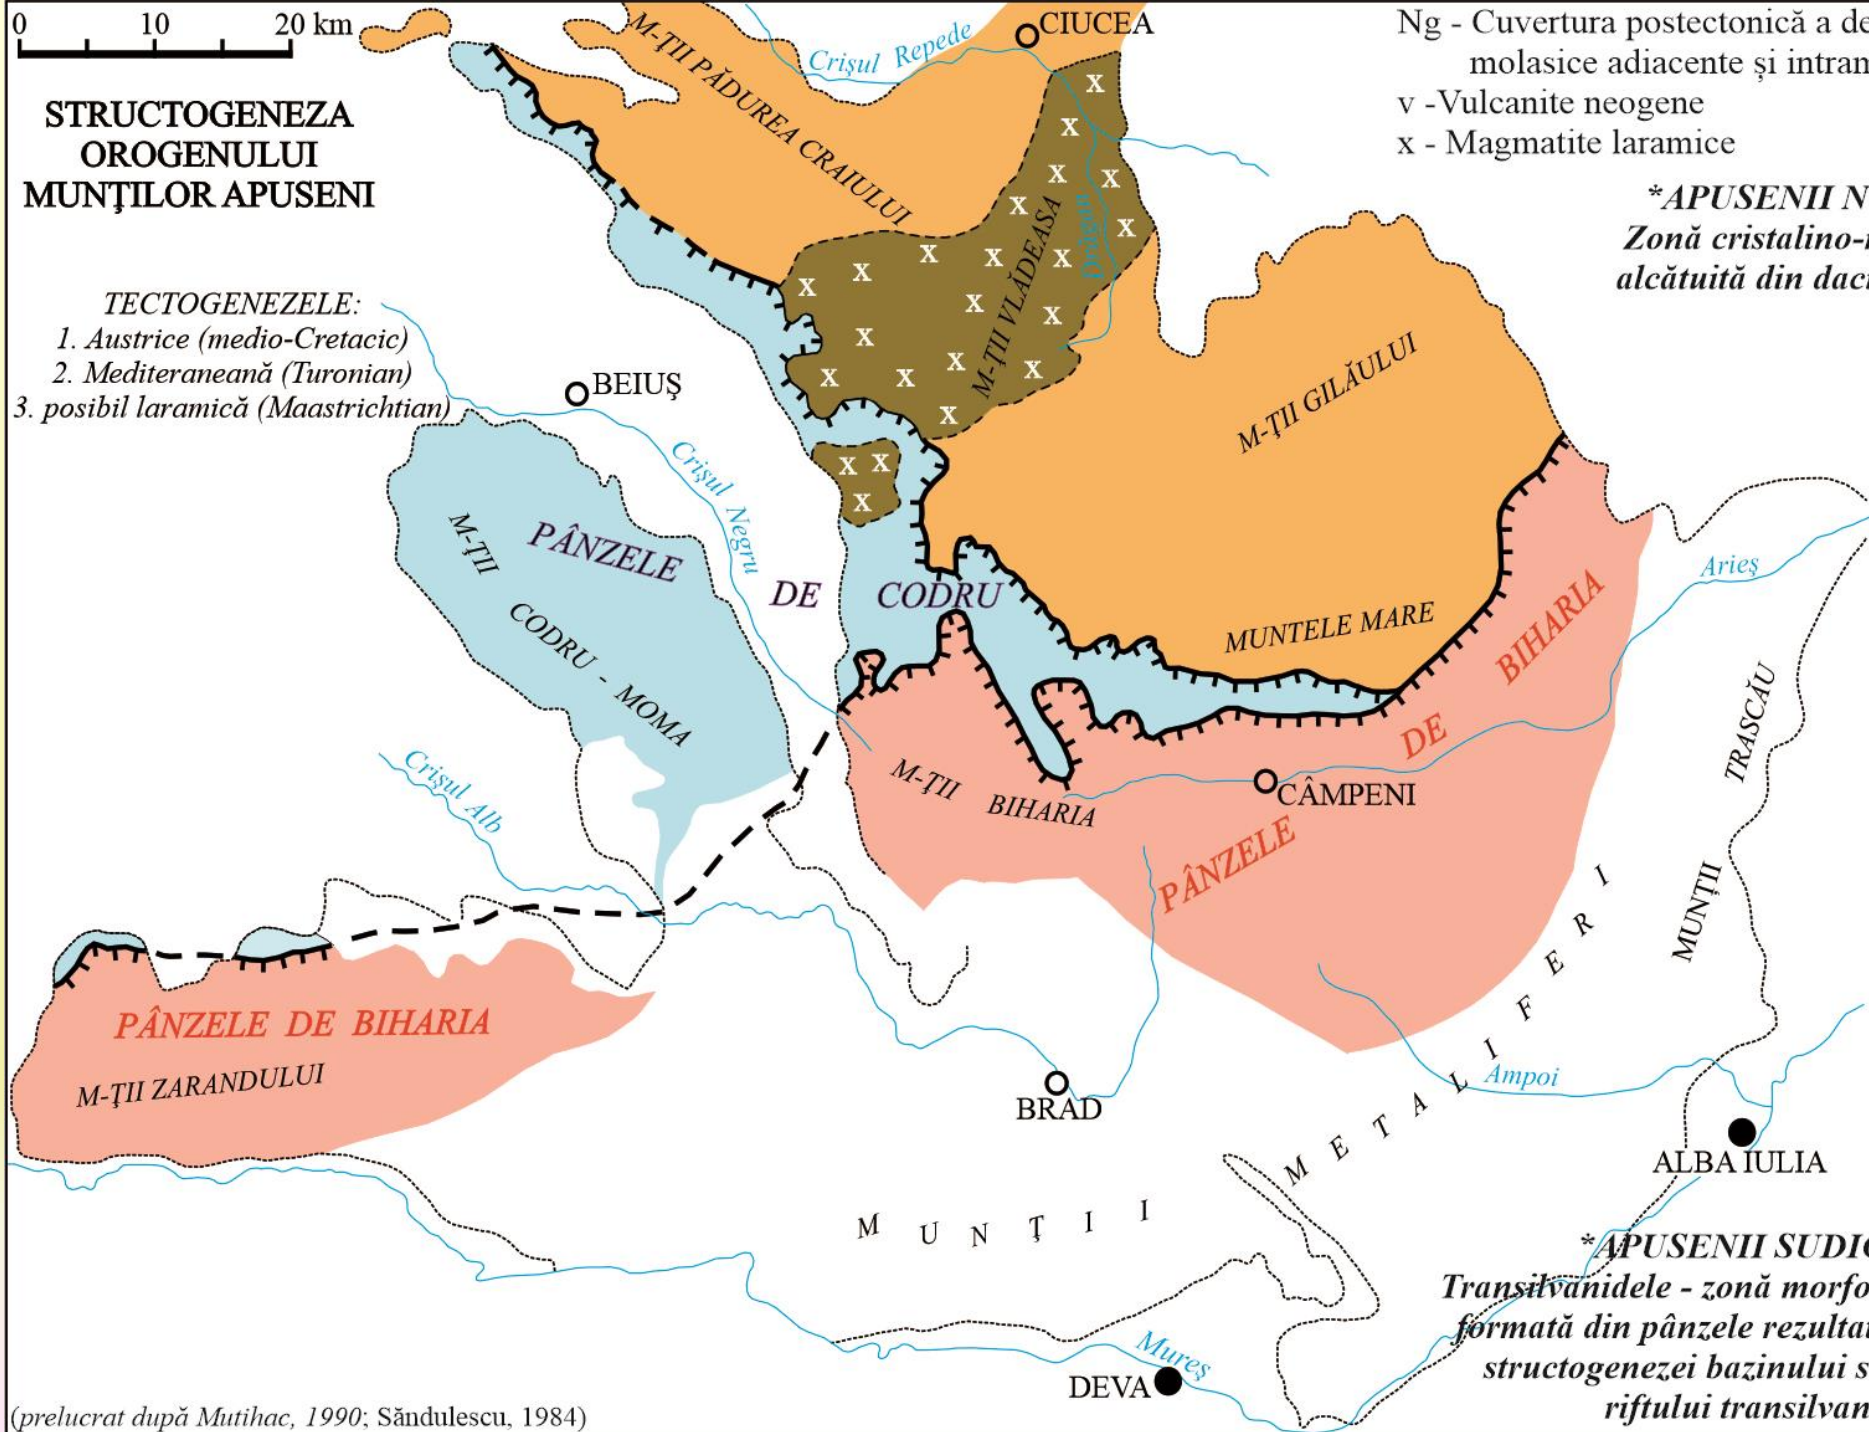 0 10 20 km
STRUCTOGENEZA
OROGENULUI
MUNŢILOR APUSENI
TECTOGENEZELE:
1. Austrice (medio-Cretacic)
2. Mediteraneană (Turonian)
3. posibil laramică (Maastrichtian)
Ng - Cuvertura postectonică a de
molasice adiacente și intram
v -Vulcanite neogene
x - Magmatite laramice
*APUSENII N
Zonă cristalino-
alcătuită din dac
CIUCEA
Crişul Repede
M-ŢII PĂDUREA CRAIULUI
x
x
x x
x
x
x x x
x x
x x
x
x x x
x x
x
x x
x
M-ŢII VLĂDEASA
Drăgan
M-ŢII GILĂULUI
BEIUŞ
Crişul Negru
PÂNZELE DE CODRU
M-ŢII CODRU - MOMA
MUNTELE MARE
Arieş
PÂNZELE DE BIHARIA
M-ŢII BIHARIA
CÂMPENI
Crişul Alb
MUNŢII TRASCĂU
PÂNZELE DE BIHARIA
M-ŢII ZARANDULUI
BRAD
Ampoi
MUNŢII METALIFERI
ALBA IULIA
*APUSENII SUDIC
Transilvanidele - zonă morfo
formată din pânzele rezulta
structogenezei bazinului s
riftului transilvan
Mureş
DEVA
(prelucrat după Mutihac, 1990; Săndulescu, 1984)